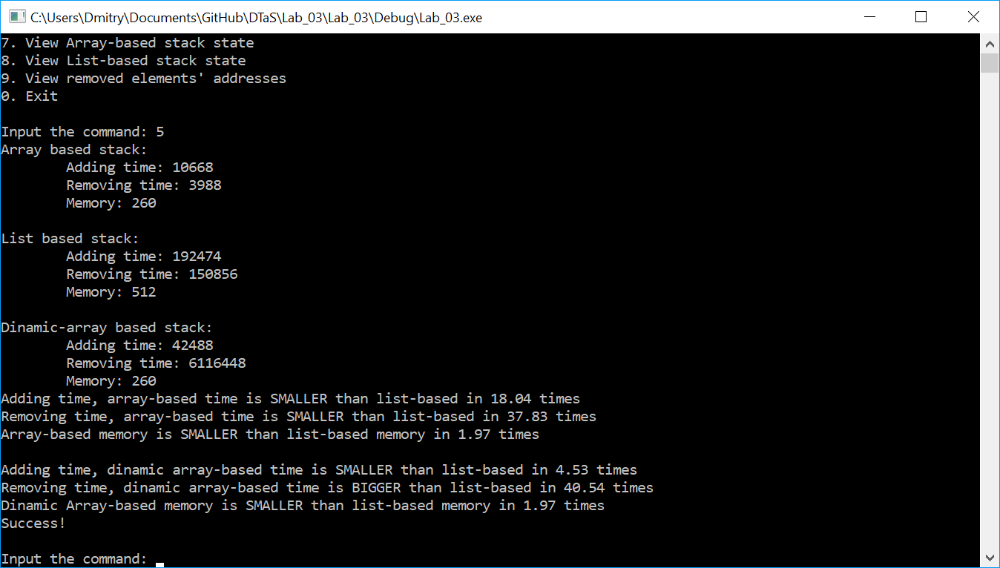 C:\Users\Dmitry\Documents\GitHub\DTaS\Lab_03\Lab_03\Debug\Lab_03.exe
7. View Array-based stack state
8. View List-based stack state
9. View removed elements' addresses
0. Exit
Input the command: 5
Array based stack:
Adding time: 10668
Removing time: 3988
Memory: 260
List based stack:
Adding time: 192474
Removing time: 150856
Memory: 512
Dinamic-array based stack:
Adding time: 42488
Removing time: 6116448
Memory: 260
Adding time, array-based time is SMALLER than list-based in 18.04 times
Removing time, array-based time is SMALLER than list-based in 37.83 times
Array-based memory is SMALLER than list-based memory in 1.97 times
Adding time, dinamic array-based time is SMALLER than list-based in 4.53 times
Removing time, dinamic array-based time is BIGGER than list-based in 40.54 times
Dinamic Array-based memory is SMALLER than list-based memory in 1.97 times
Success!
Input the command: